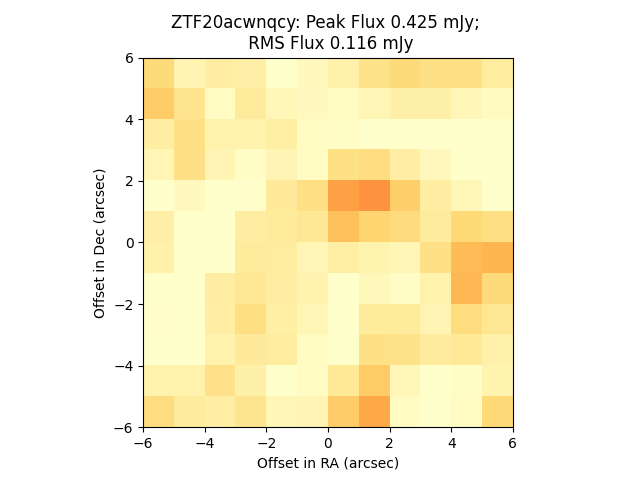 ZTF20acwnqcy: Peak Flux 0.425 mJy;
RMS Flux 0.116 mJy
6
4
2
0
−2
−4
−6
Offset in Dec (arcsec)
−6 −4 −2 0 2 4 6
Offset in RA (arcsec)